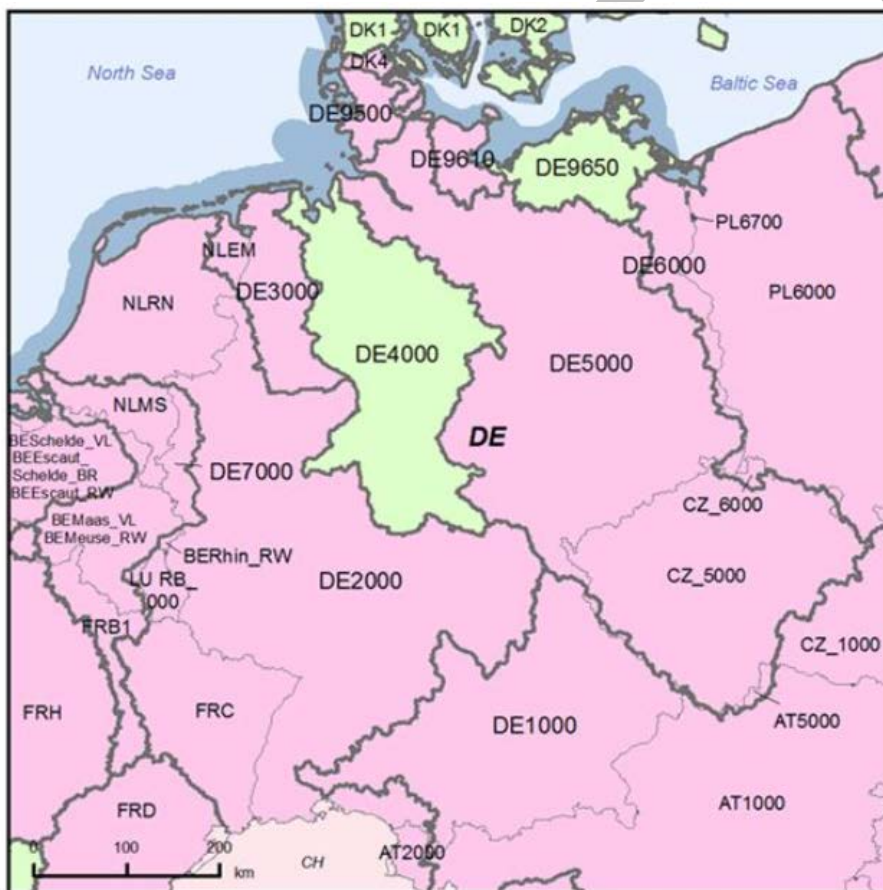 DK1
DK1
DK2
North Sea
DK4
Baltic Sea
DE9500
DE9610
DE9650
PL6700
NLEM
DE6000
DE3000
PL6000
NLRN
DE4000
DE5000
NLMS
DE
BESchelde_VL
BEEscaut_
Schelde_BR
BEEscaut_RW
DE7000
CZ_6000
BEMaas_VL
BEMeuse_RW
BERhin_RW
LU RB_
000
DE2000
CZ_5000
FRB1
CZ_1000
FRH
FRC
DE1000
AT5000
FRD
AT1000
0 100 200
km
CH
AT2000